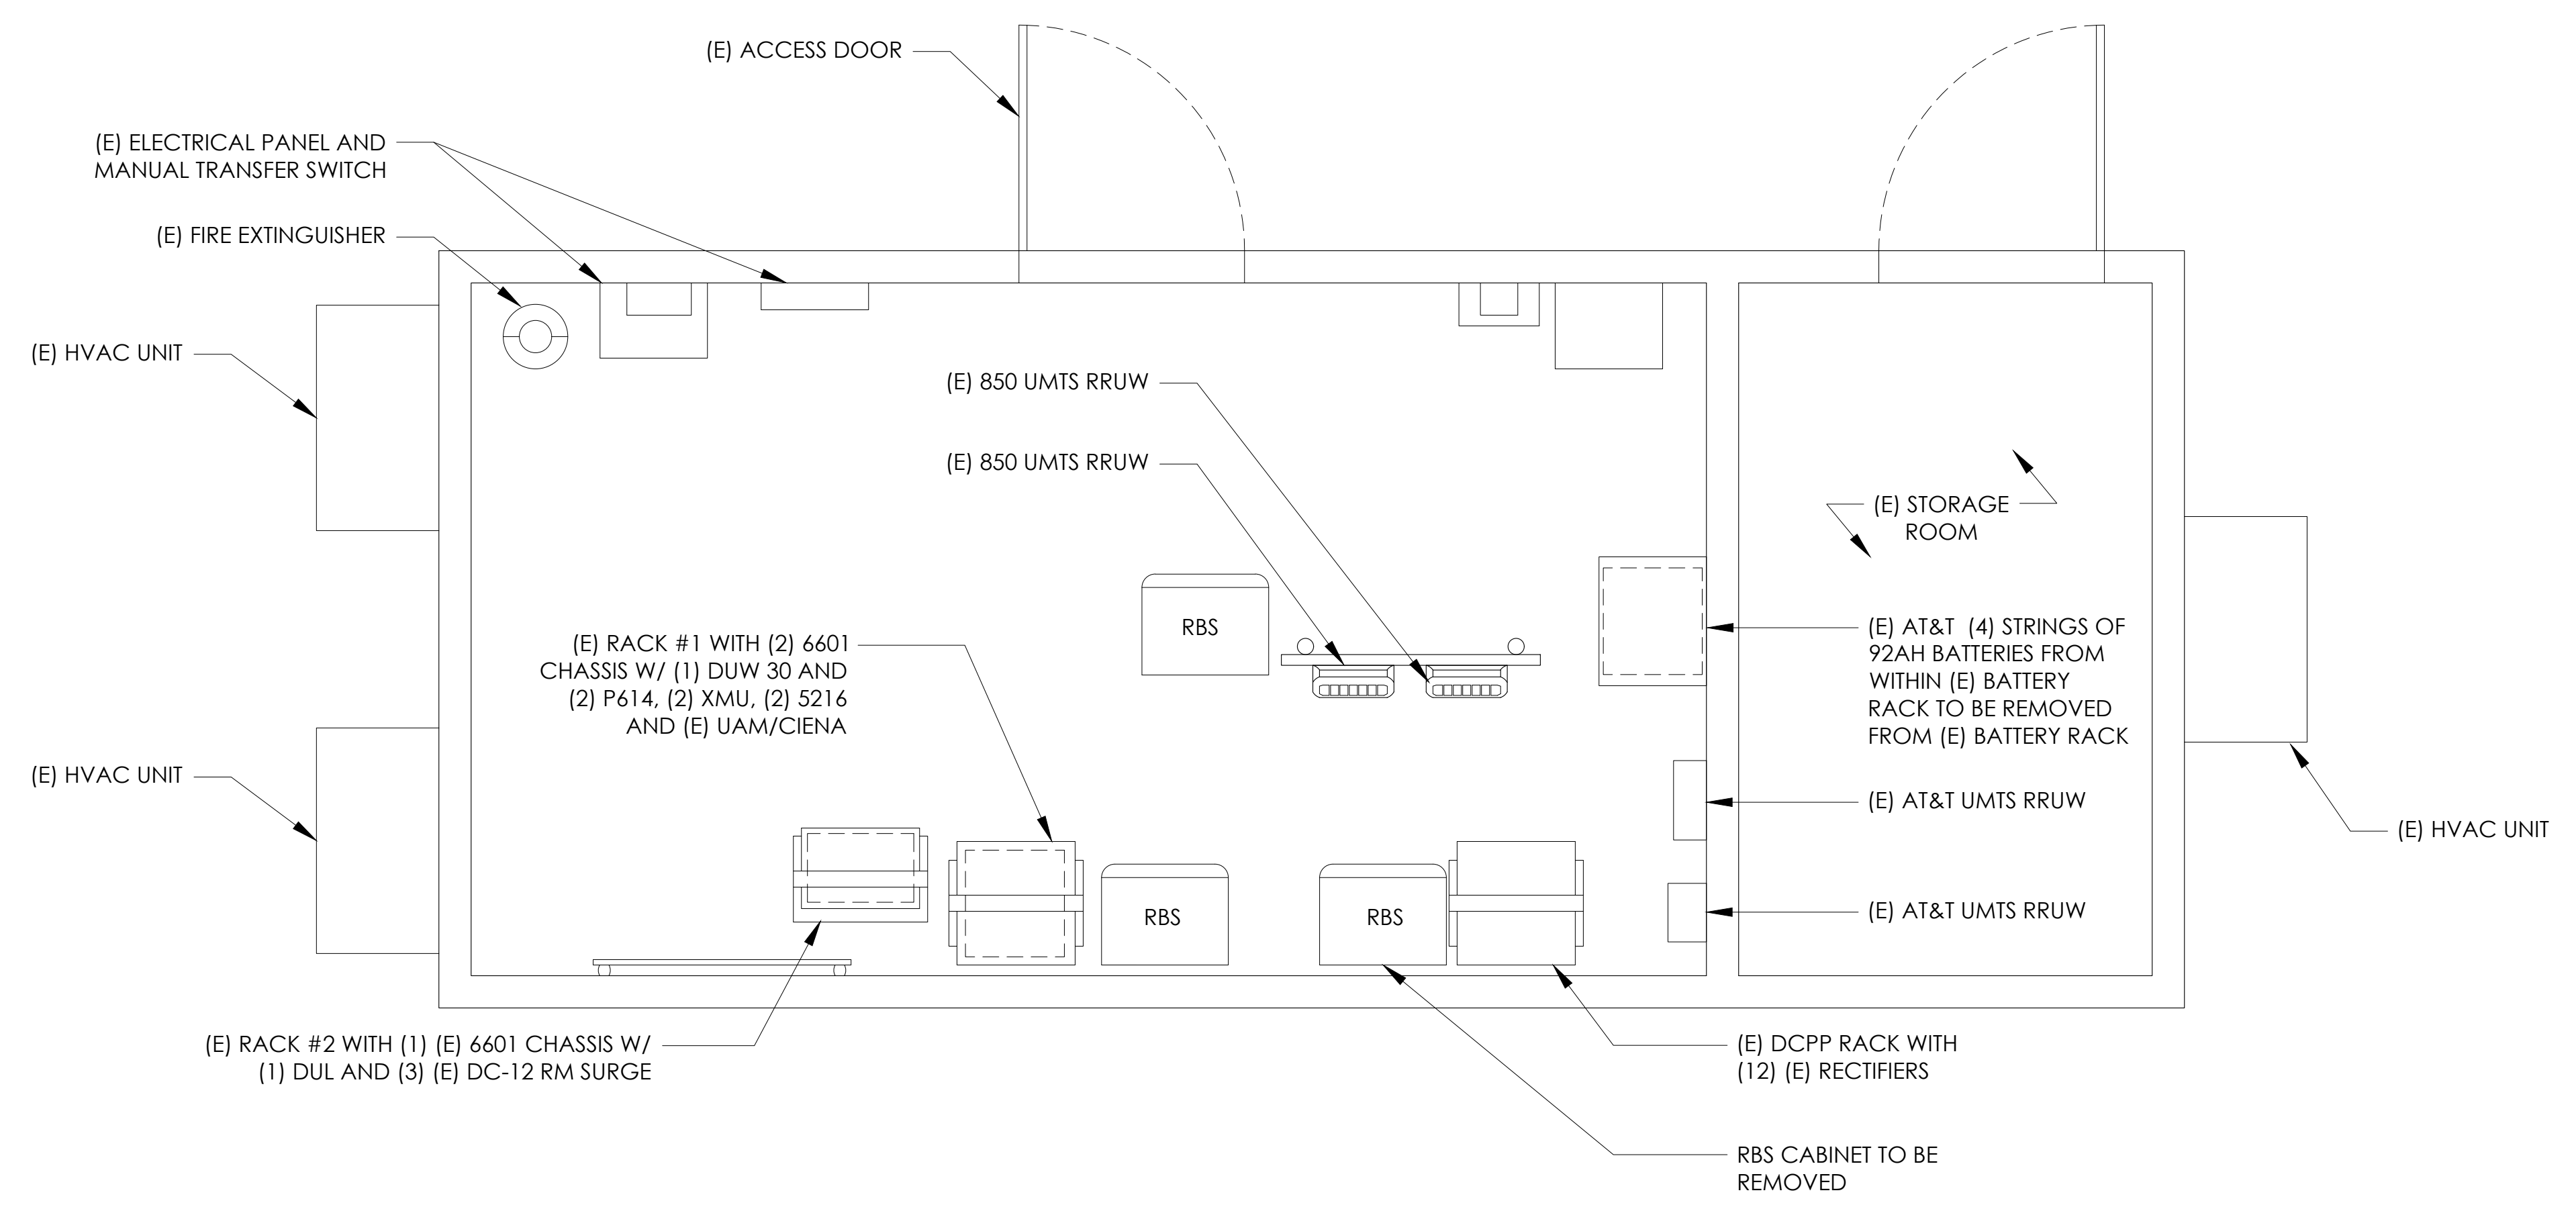 (E) ACCESS DOOR
(E) ELECTRICAL PANEL AND
MANUAL TRANSFER SWITCH
(E) FIRE EXTINGUISHER
(E) HVAC UNIT
(E) 850 UMTS RRUW
(E) 850 UMTS RRUW
(E) STORAGE
ROOM
RBS
(E) RACK #1 WITH (2) 6601
CHASSIS W/ (1) DUW 30 AND
(2) P614, (2) XMU, (2) 5216
AND (E) UAM/CIENA
(E) AT&T (4) STRINGS OF
92AH BATTERIES FROM
WITHIN (E) BATTERY
RACK TO BE REMOVED
FROM (E) BATTERY RACK
(E) HVAC UNIT
(E) AT&T UMTS RRUW
(E) HVAC UNIT
RBS
RBS
(E) AT&T UMTS RRUW
(E) RACK #2 WITH (1) (E) 6601 CHASSIS W/
(1) DUL AND (3) (E) DC-12 RM SURGE
(E) DCPP RACK WITH
(12) (E) RECTIFIERS
RBS CABINET TO BE
REMOVED